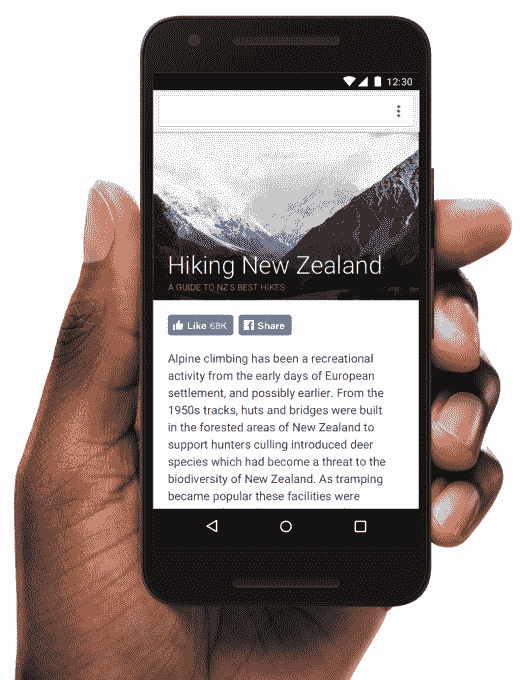 12:30
Hiking New Zealand
A GUIDE TO NZ'S BEST HIKES
Like 68K
Share
Alpine climbing has been a recreational
activity from the early days of European
settlement, and possibly earlier. From the
1950s tracks, huts and bridges were built
in the forested areas of New Zealand to
support hunters culling introduced deer
species which had become a threat to the
biodiversity of New Zealand. As tramping
became popular these facilities were